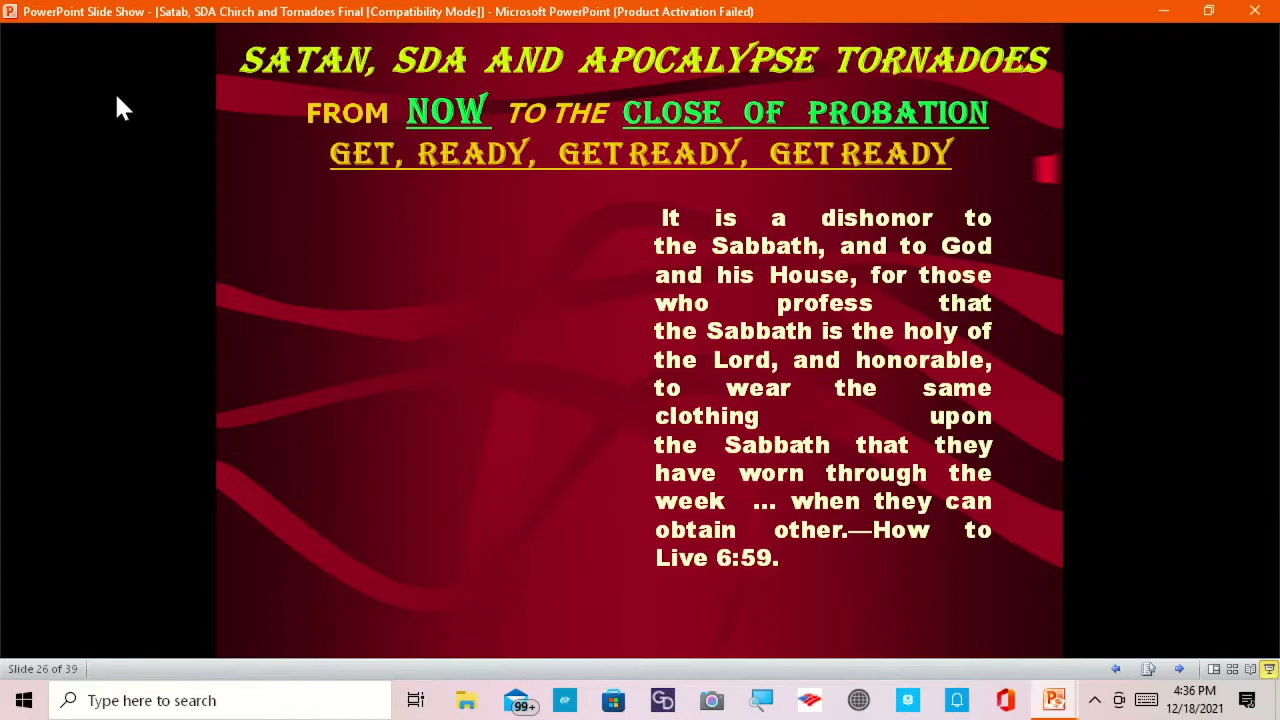 PowerPoint Slide Show - [Satab, SDA Chirch and Tornadoes Final [Compatibility Mode]] - Microsoft PowerPoint (Product Activation Failed)
SATAN, SDA AND APOCALYPSE TORNADOES
FROM NOW TO THE CLOSE OF PROBATION
GET, READY, GET READY, GET READY
It is a dishonor to
the Sabbath, and to God
and his House, for those
who profess that
the Sabbath is the holy of
the Lord, and honorable,
to wear the same
clothing upon
the Sabbath that they
have worn through the
week ... when they can
obtain other.—How to
Live 6:59.
Slide 26 of 39
Type here to search
99+
GD
4:36 PM
12/18/2021